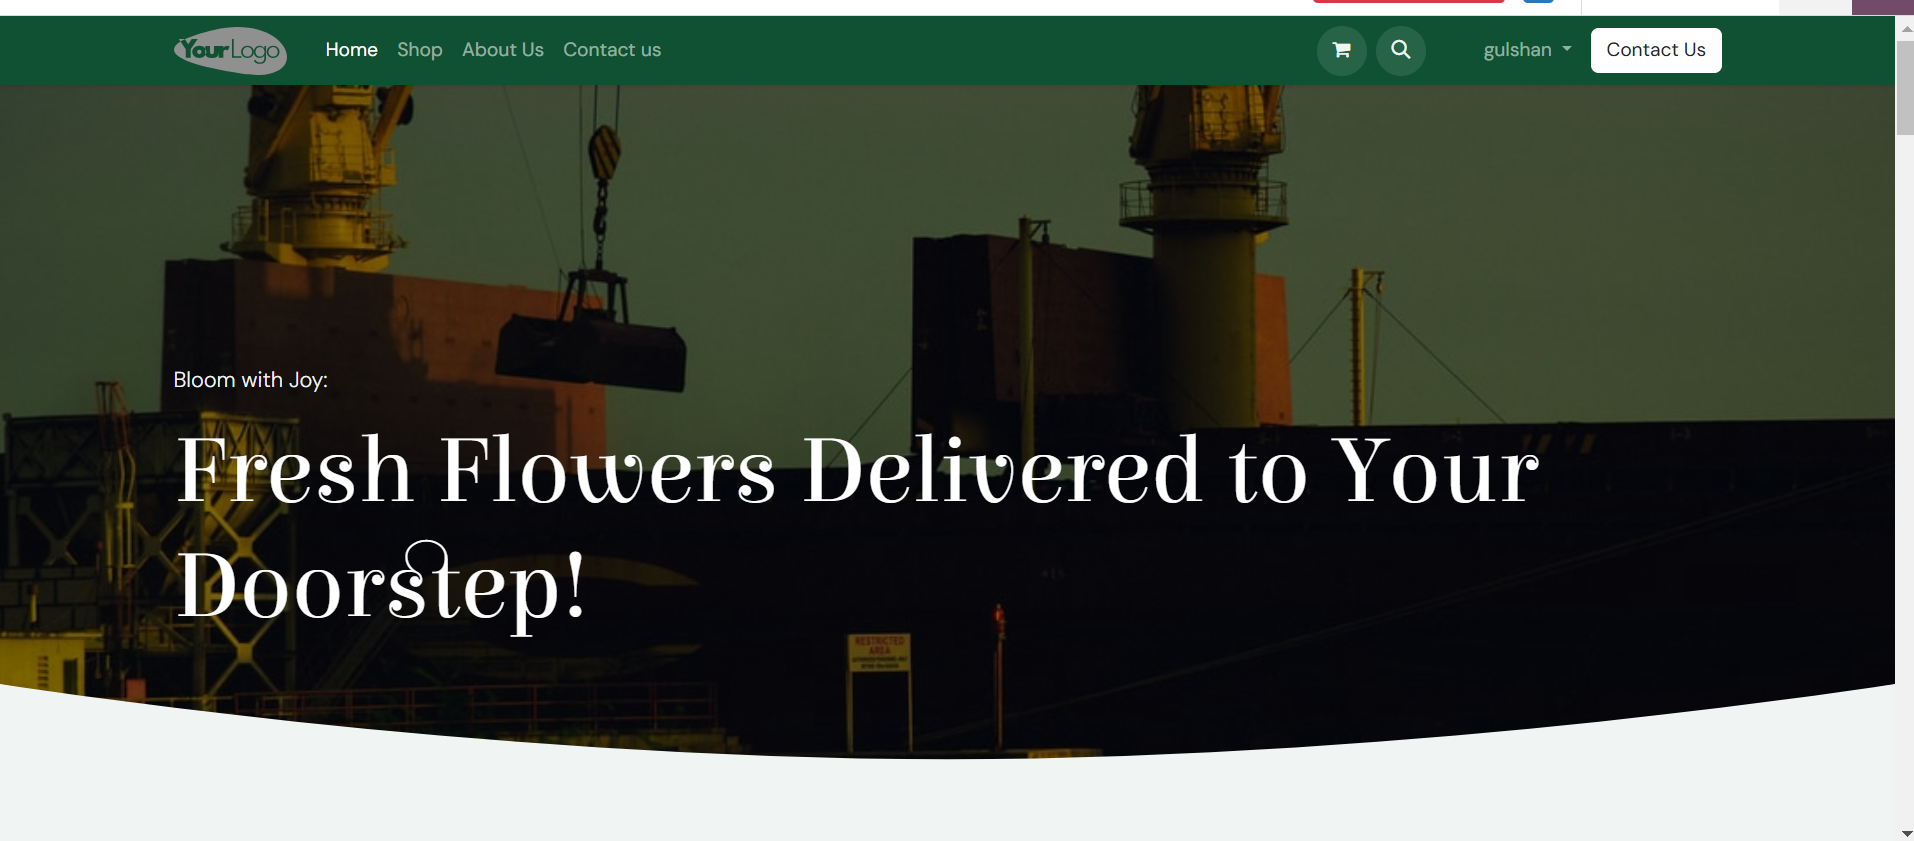 YourLogo
Home Shop About Us Contact us
gulshan Contact Us
Bloom with Joy:
Fresh Flowers Delivered to Your
Doorstep!
RESTRICTED
AREA